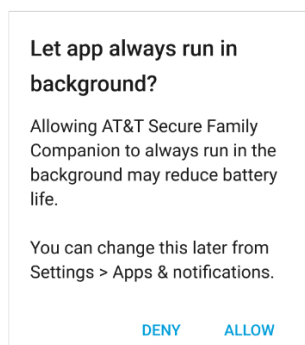 Let app always run in
background?
Allowing AT&T Secure Family
Companion to always run in the
background may reduce battery
life.
You can change this later from
Settings > Apps & notifications.
DENY ALLOW